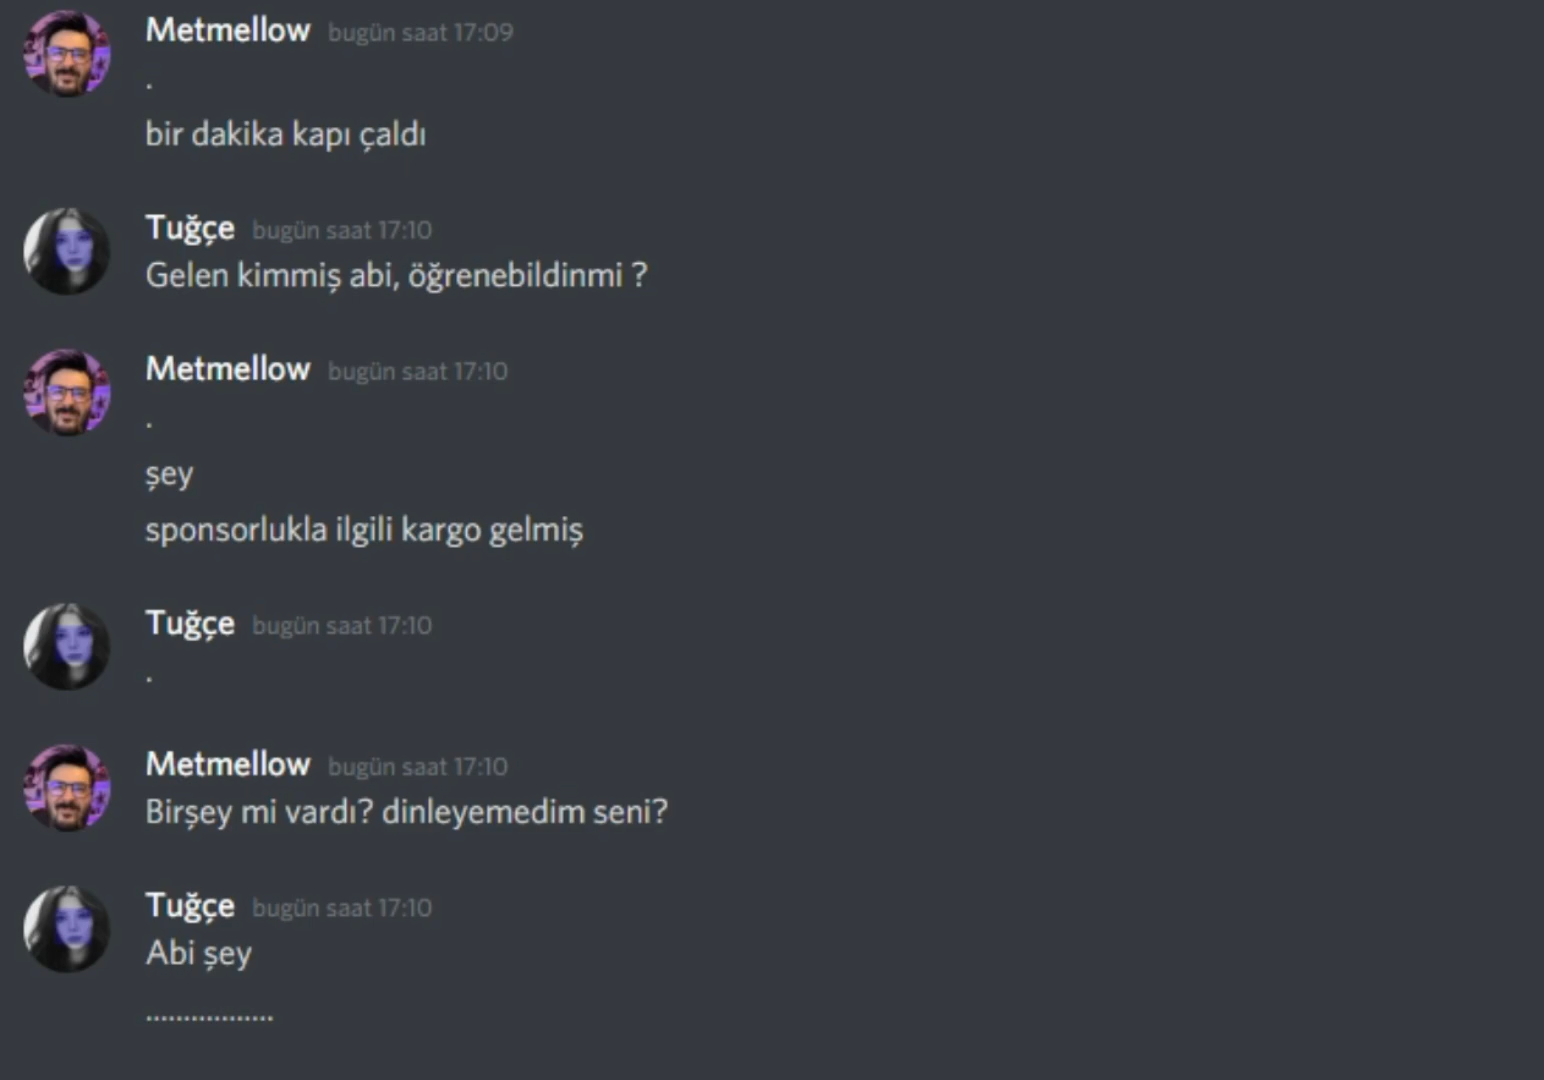 Metmellow bugün saat 17:09
.
bir dakika kapı çaldı
Tuğçe bugün saat 17:10
Gelen kimmiş abi, öğrenebildinmi ?
Metmellow bugün saat 17:10
.
şey
sponsorlukla ilgili kargo gelmiş
Tuğçe bugün saat 17:10
.
Metmellow bugün saat 17:10
Birşey mi vardı? dinleyemedim seni?
Tuğçe bugün saat 17:10
Abi şey
.................